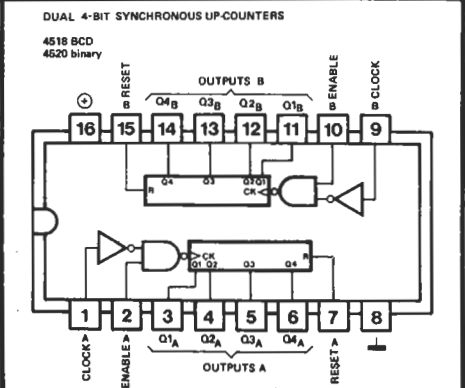 DUAL 4-BIT SYNCHRONOUS UP-COUNTERS
4518 BCD
4520 binary
B RESET
OUTPUTS B
Q4B Q3B Q2B Q1B
B ENABLE
B CLOCK
16 15 14 13 12 11 10 9
Q4 Q3 Q2 Q1
R CK
CK R
Q1 Q2 Q3 Q4
1 2 3 4 5 6 7 8
CLOCK A
ENABLE A
Q1A Q2A Q3A Q4A
OUTPUTS A
RESET A